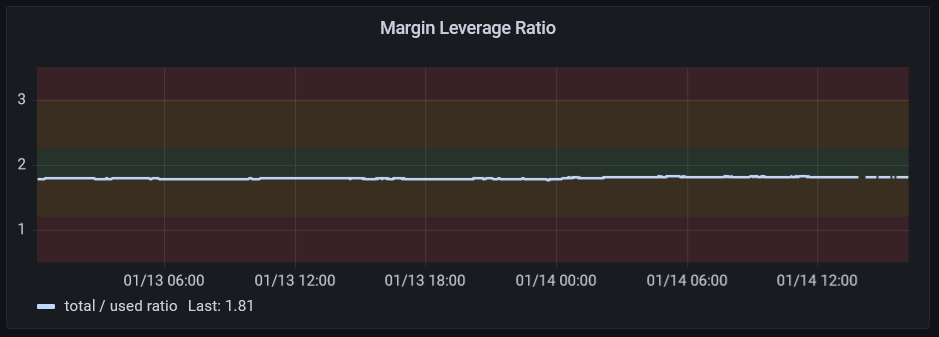 Margin Leverage Ratio
3
2
1
01/13 06:00 01/13 12:00 01/13 18:00 01/14 00:00 01/14 06:00 01/14 12:00
total / used ratio Last: 1.81